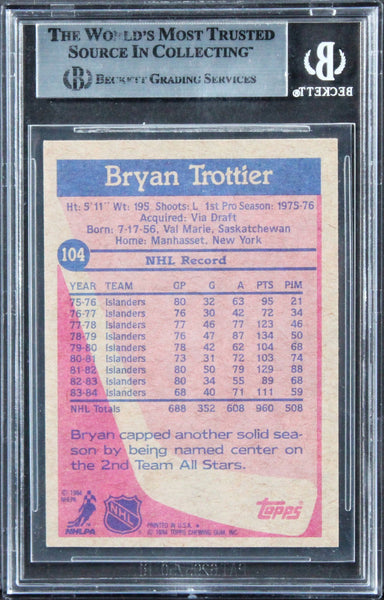 THE WORLD'S MOST TRUSTED
SOURCE IN COLLECTING™
BECKETT GRADING SERVICES
BECKETT
Bryan Trottier
Ht: 5'11" Wt: 195 Shoots: L 1st Pro Season: 1975-76
Acquired: Via Draft
Born: 7-17-56, Val Marie, Saskatchewan
Home: Manhasset, New York
104
NHL Record
YEAR TEAM GP G A PTS PIM
75-76 Islanders 80 32 63 95 21
76-77 Islanders 76 30 42 72 34
77-78 Islanders 77 46 77 123 46
78-79 Islanders 76 47 87 134 50
79-80 Islanders 78 42 62 104 68
80-81 Islanders 73 31 72 103 74
81-82 Islanders 80 50 79 129 88
82-83 Islanders 80 34 55 89 68
83-84 Islanders 68 40 71 111 59
NHL Totals 688 352 608 960 508
Bryan capped another solid sea-
son by being named center on
the 2nd Team All Stars.
© 1984
NHLPA
NHLPA
NHL
topps
PRINTED IN U.S.A. ★
© 1984 TOPPS CHEWING GUM, INC.